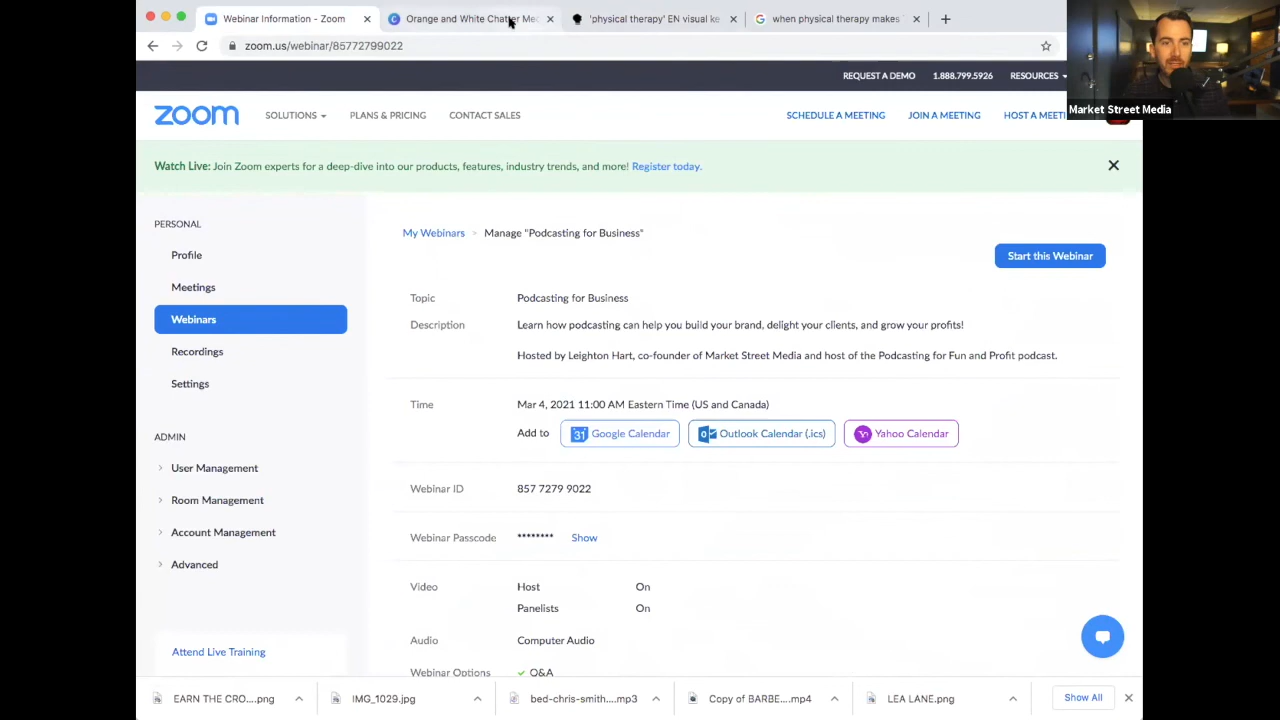 Webinar Information - Zoom
Orange and White Chatter Med
'physical therapy' EN visual ke
when physical therapy makes
zoom.us/webinar/85772799022
Market Street Media
REQUEST A DEMO 1.888.799.5926 RESOURCES
zoom SOLUTIONS PLANS & PRICING CONTACT SALES SCHEDULE A MEETING JOIN A MEETING HOST A MEETI
Watch Live: Join Zoom experts for a deep-dive into our products, features, industry trends, and more! Register today.
PERSONAL
Profile
Meetings
Webinars
Recordings
Settings
ADMIN
User Management
Room Management
Account Management
Advanced
Attend Live Training
My Webinars > Manage "Podcasting for Business"
Start this Webinar
Topic Podcasting for Business
Description Learn how podcasting can help you build your brand, delight your clients, and grow your profits!
Hosted by Leighton Hart, co-founder of Market Street Media and host of the Podcasting for Fun and Profit podcast.
Time Mar 4, 2021 11:00 AM Eastern Time (US and Canada)
Add to 31 Google Calendar Outlook Calendar (.ics) Yahoo Calendar
Webinar ID 857 7279 9022
Webinar Passcode ******** Show
Video Host On
Panelists On
Audio Computer Audio
Webinar Options Q&A
EARN THE CRO....png IMG_1029.jpg bed-chris-smith....mp3 Copy of BARBE....mp4 LEA LANE.png Show All